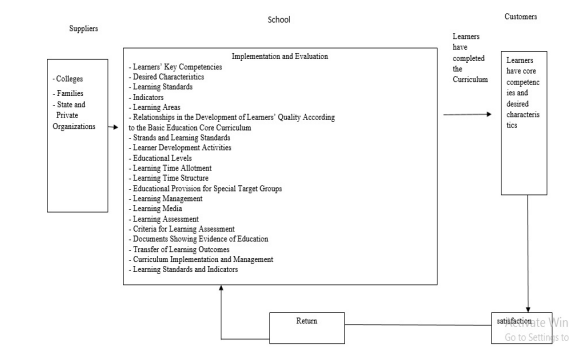 School
Customers
Suppliers
Learners
have
completed
the
Curriculum
- Colleges
- Families
- State and
Private
Organizations
Implementation and Evaluation
- Learners' Key Competencies
- Desired Characteristics
- Learning Standards
- Indicators
- Learning Areas
- Relationships in the Development of Learners' Quality According
to the Basic Education Core Curriculum
- Strands and Learning Standards
- Learner Development Activities
- Educational Levels
- Learning Time Allotment
- Learning Time Structure
- Educational Provision for Special Target Groups
- Learning Management
- Learning Media
- Learning Assessment
- Criteria for Learning Assessment
- Documents Showing Evidence of Education
- Transfer of Learning Outcomes
- Curriculum Implementation and Management
- Learning Standards and Indicators
Learners
have core
competenc
ies and
desired
characteris
tics
Return
satisfaction
Go to Settings to